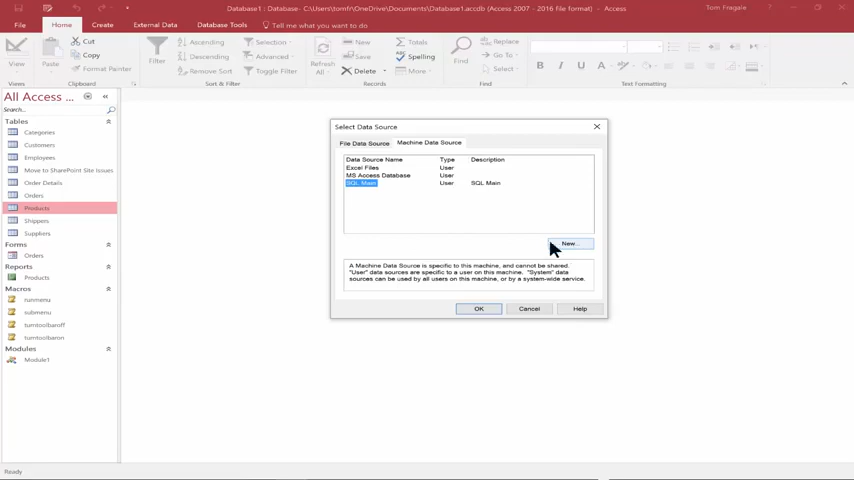 Database1 : Database- C:\Users\tomfr\OneDrive\Documents\Database1.accdb (Access 2007 - 2016 file format) - Access
Tom Fragale
File
Home
Create
External Data
Database Tools
Tell me what you want to do
View
Views
Paste
Cut
Copy
Format Painter
Clipboard
Filter
Ascending
Descending
Remove Sort
Selection
Advanced
Toggle Filter
Sort & Filter
Refresh
All
New
Save
Delete
Totals
Spelling
More
Records
Find
Replace
Go To
Select
Find
B I U A
Text Formatting
All Access ...
Search...
Tables
Categories
Customers
Employees
Move to SharePoint Site Issues
Order Details
Orders
Products
Shippers
Suppliers
Forms
Orders
Reports
Products
Macros
runmenu
submenu
turntoolbaroff
turntoolbaron
Modules
Module1
Select Data Source
File Data Source
Machine Data Source
Data Source Name Type Description
Excel Files User
MS Access Database User
SQL Main User SQL Main
New...
A Machine Data Source is specific to this machine, and cannot be shared.
"User" data sources are specific to a user on this machine. "System" data
sources can be used by all users on this machine, or by a system-wide service.
OK
Cancel
Help
Ready